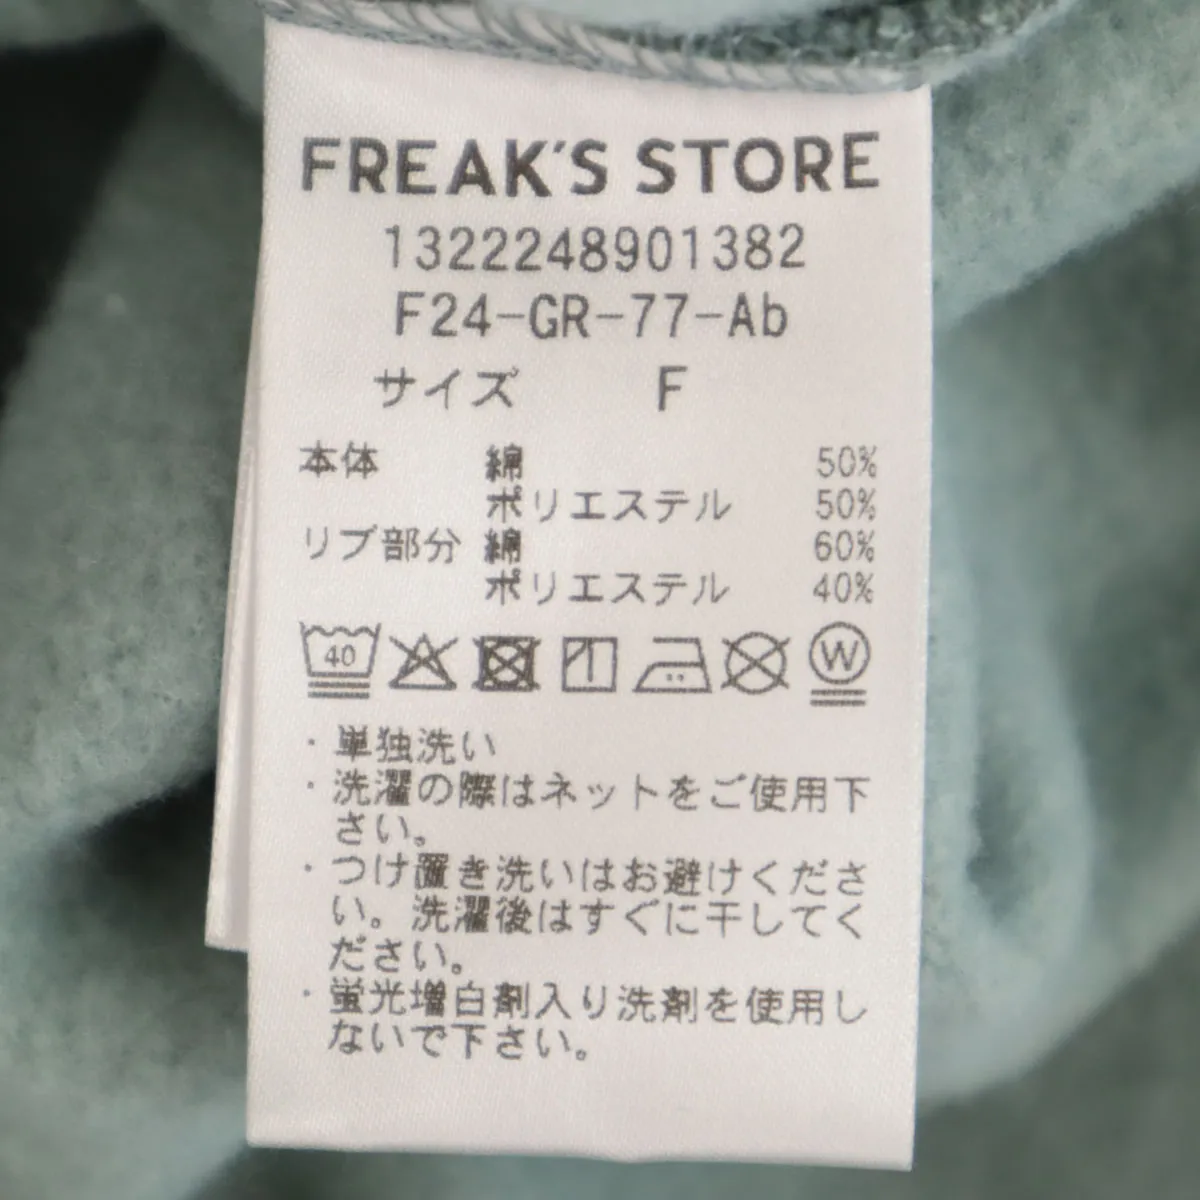 FREAK'S STORE
1322248901382
F24-GR-77-Ab
サイズ F
本体 綿 50%
ポリエステル 50%
リブ部分 綿 60%
ポリエステル 40%
40 W
・単独洗い
・洗濯の際はネットをご使用下
さい。
・つけ置き洗いはお避けくださ
い。洗濯後はすぐに干してく
ださい。
・蛍光増白剤入り洗剤を使用し
ないで下さい。